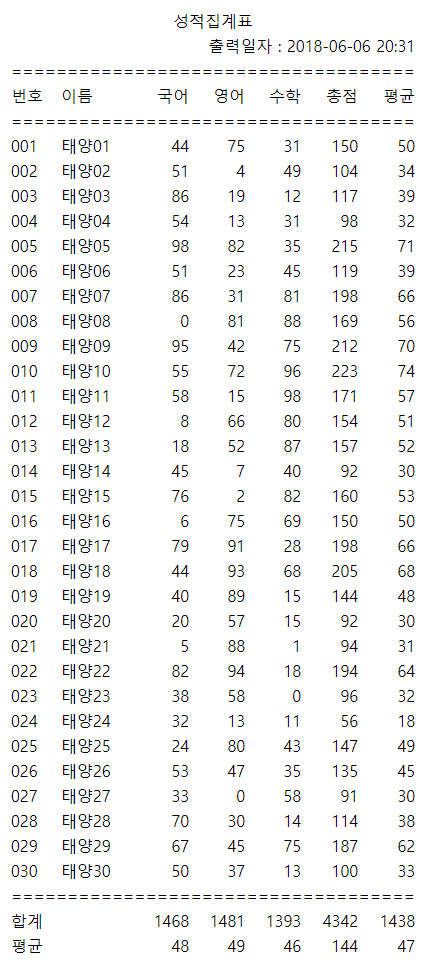 성적집계표
출력일자 : 2018-06-06 20:31
========================================
번호 이름 국어 영어 수학 총점 평균
========================================
001 태양01 44 75 31 150 50
002 태양02 51 4 49 104 34
003 태양03 86 19 12 117 39
004 태양04 54 13 31 98 32
005 태양05 98 82 35 215 71
006 태양06 51 23 45 119 39
007 태양07 86 31 81 198 66
008 태양08 0 81 88 169 56
009 태양09 95 42 75 212 70
010 태양10 55 72 96 223 74
011 태양11 58 15 98 171 57
012 태양12 8 66 80 154 51
013 태양13 18 52 87 157 52
014 태양14 45 7 40 92 30
015 태양15 76 2 82 160 53
016 태양16 6 75 69 150 50
017 태양17 79 91 28 198 66
018 태양18 44 93 68 205 68
019 태양19 40 89 15 144 48
020 태양20 20 57 15 92 30
021 태양21 5 88 1 94 31
022 태양22 82 94 18 194 64
023 태양23 38 58 0 96 32
024 태양24 32 13 11 56 18
025 태양25 24 80 43 147 49
026 태양26 53 47 35 135 45
027 태양27 33 0 58 91 30
028 태양28 70 30 14 114 38
029 태양29 67 45 75 187 62
030 태양30 50 37 13 100 33
========================================
합계 1468 1481 1393 4342 1438
평균 48 49 46 144 47